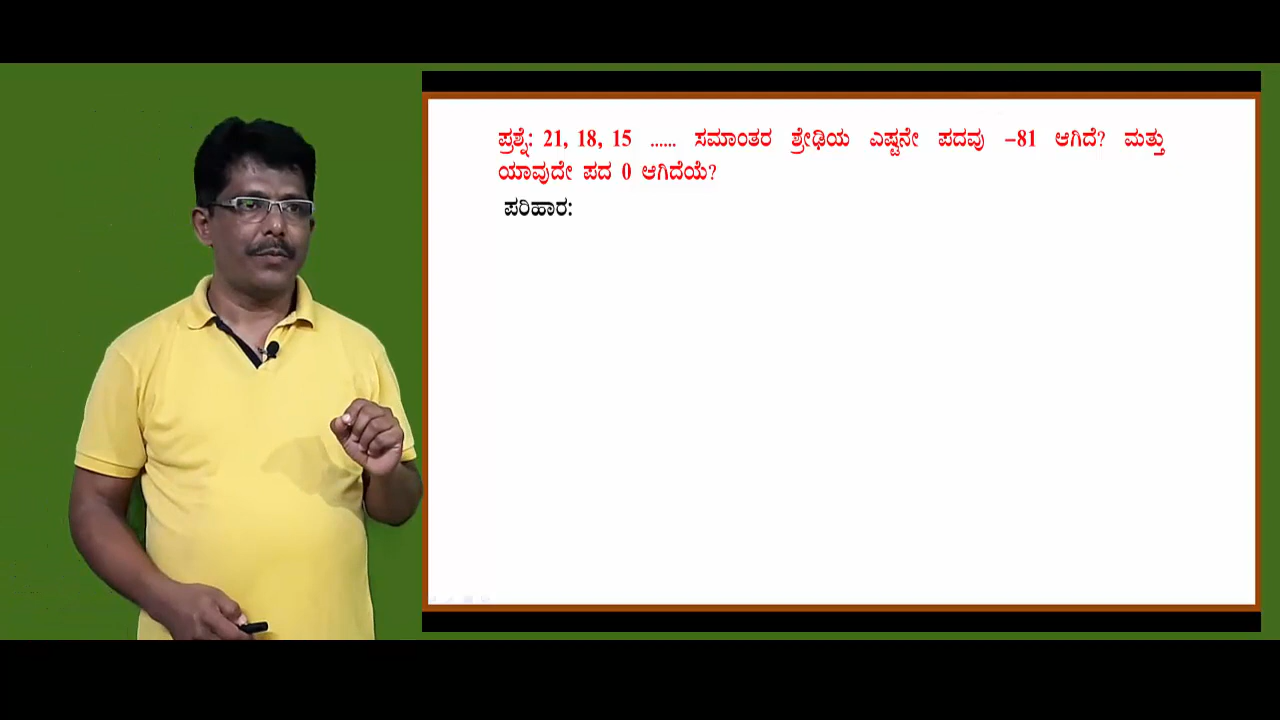 ಪ್ರಶ್ನೆ: 21, 18, 15 ...... ಸಮಾಂತರ ಶ್ರೇಢಿಯ ಎಷ್ಟನೇ ಪದವು −81 ಆಗಿದೆ? ಮತ್ತು
ಯಾವುದೇ ಪದ 0 ಆಗಿದೆಯೆ?
ಪರಿಹಾರ: